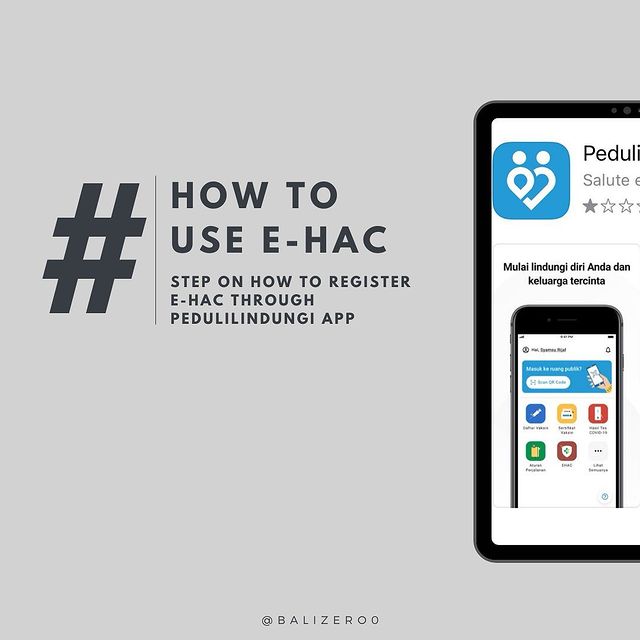 #
HOW TO
USE E-HAC
STEP ON HOW TO REGISTER
E-HAC THROUGH
PEDULILINDUNGI APP
Peduli
Salute e
Mulai lindungi diri Anda dan
keluarga tercinta
9:41 PM
Hai, Syamsu Rijal
Masuk ke ruang publik?
Scan QR Code
Daftar Vaksin
Sertifikat
Vaksin
Hasil Tes
COVID-19
Aturan
Perjalanan
EHAC
Lihat
Semuanya
@BALIZERO0